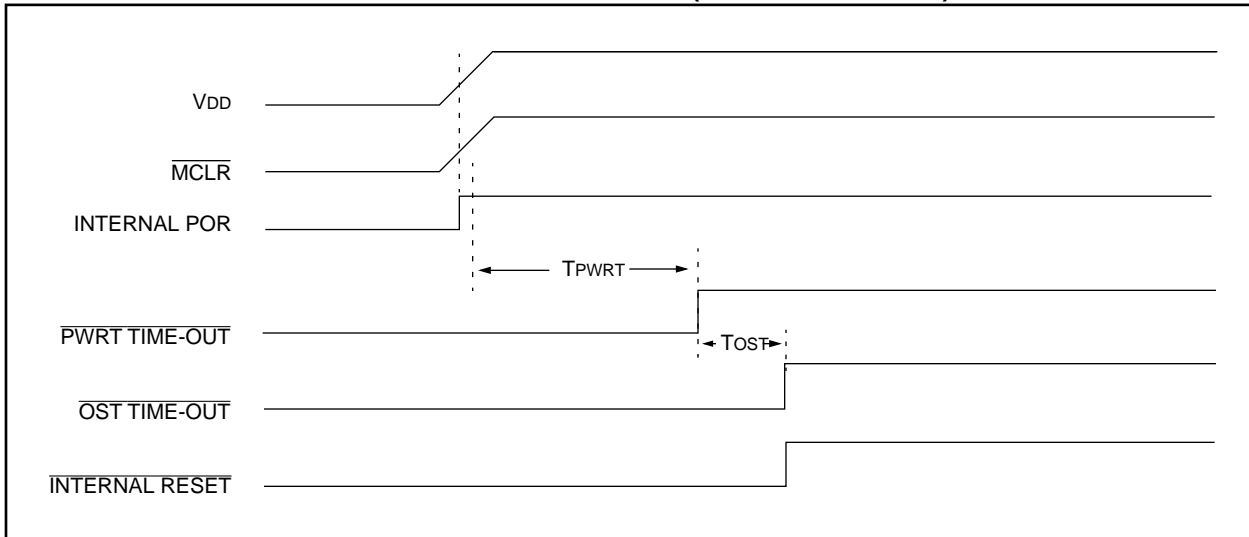 VDD
MCLR
INTERNAL POR
TPWRT
PWRT TIME-OUT
TOST
OST TIME-OUT
INTERNAL RESET